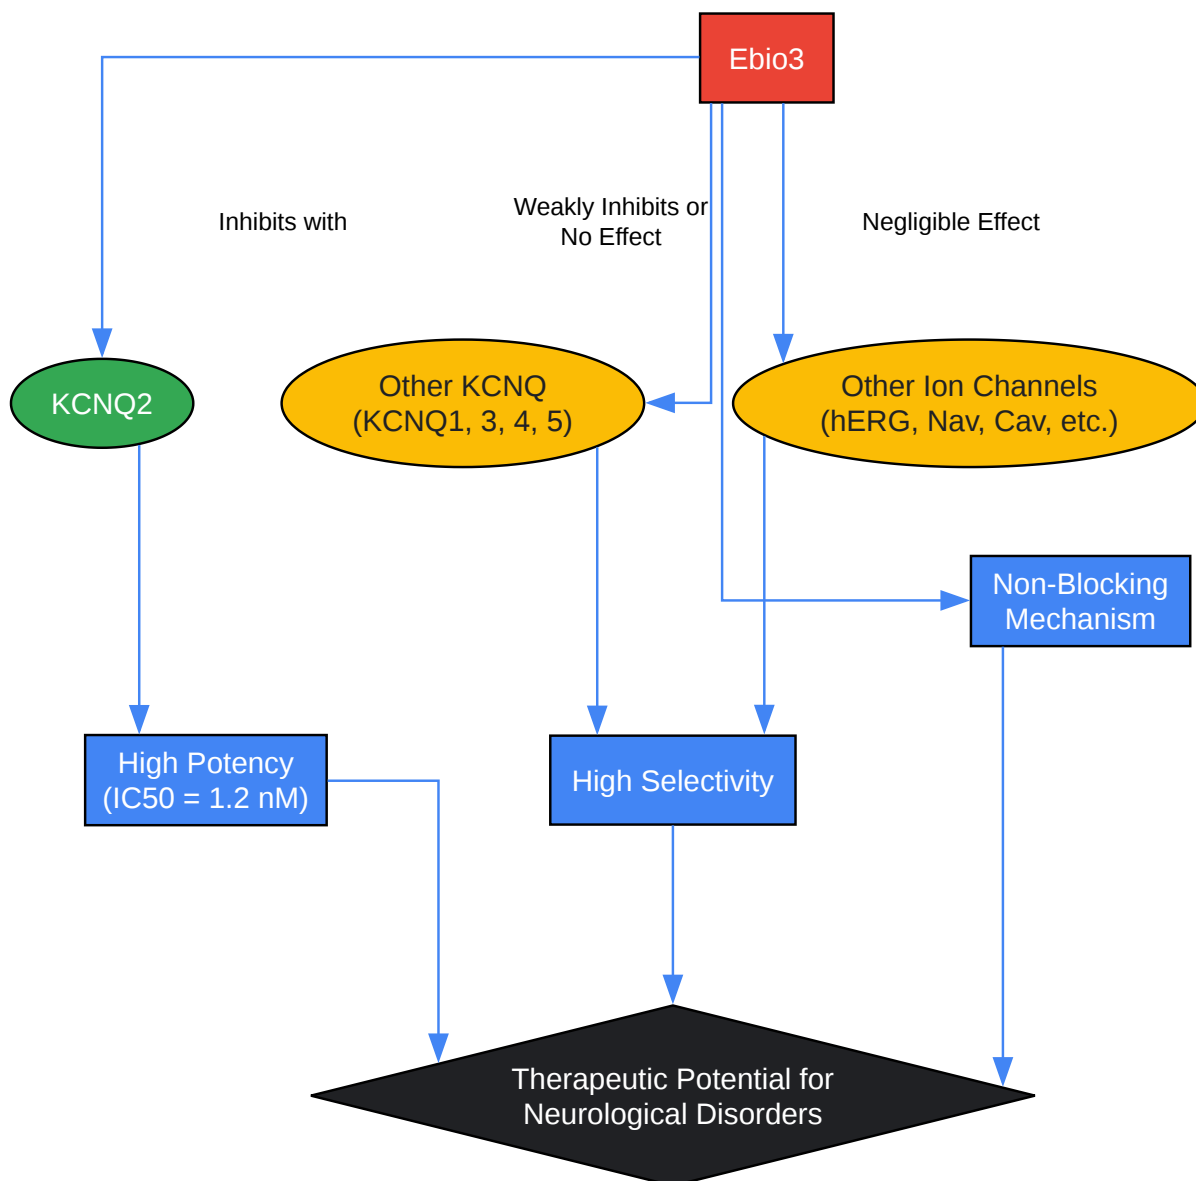 Ebio3
Inhibits with
Weakly Inhibits or
No Effect
Negligible Effect
KCNQ2
Other KCNQ
(KCNQ1, 3, 4, 5)
Other Ion Channels
(hERG, Nav, Cav, etc.)
Non-Blocking
Mechanism
High Potency
(IC50 = 1.2 nM)
High Selectivity
Therapeutic Potential for
Neurological Disorders